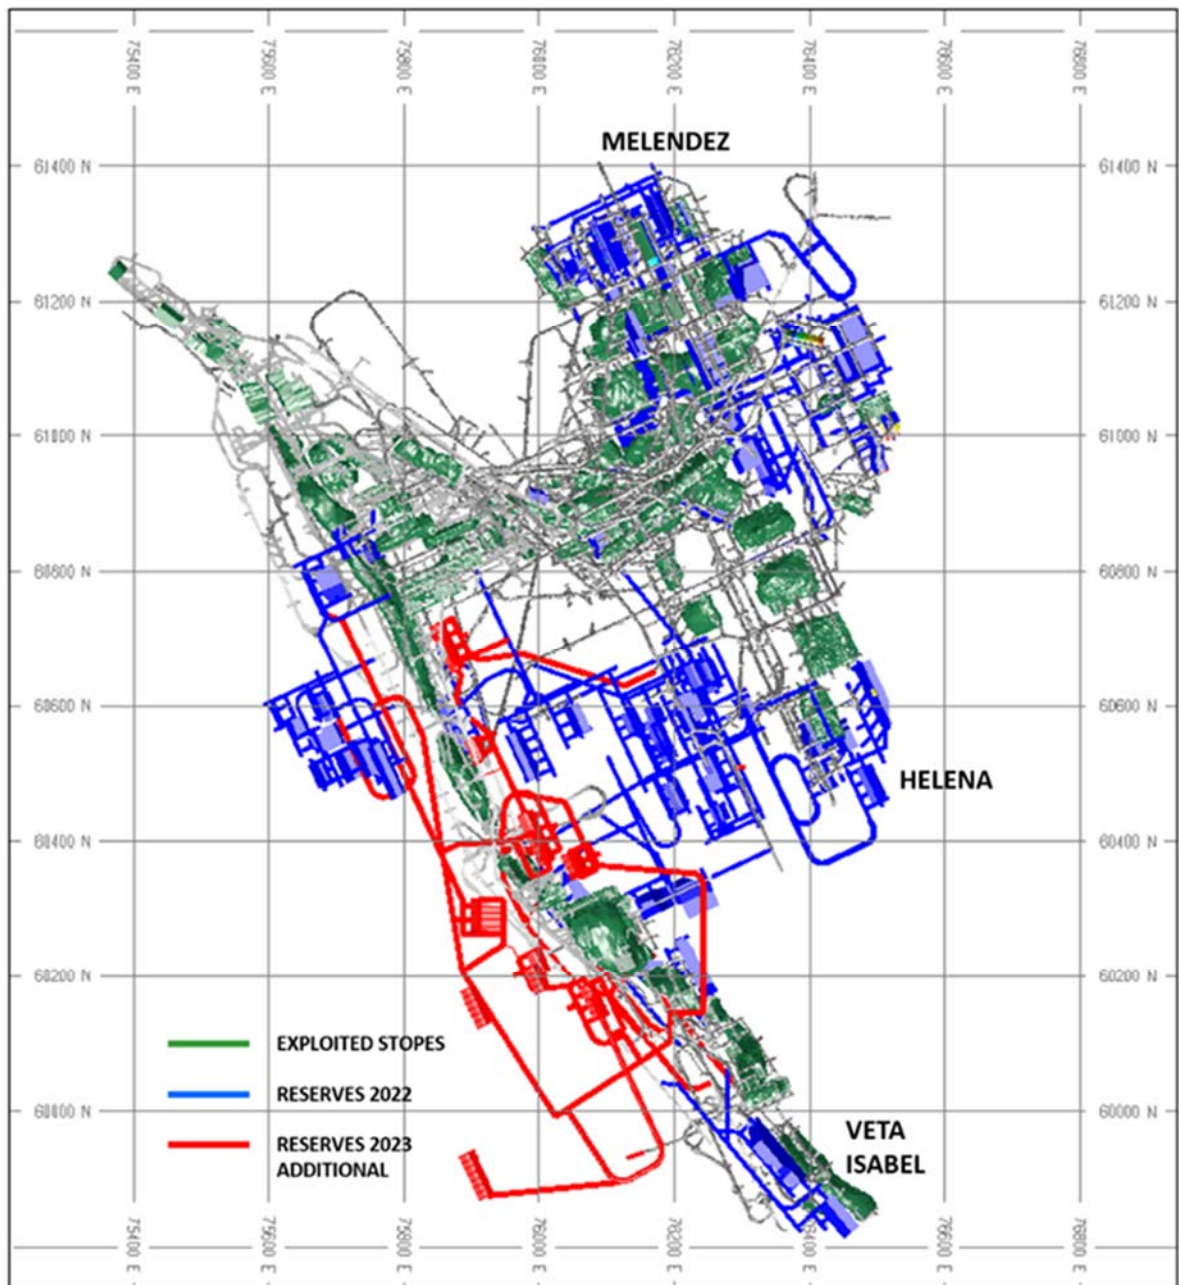 75400 E
75600 E
75800 E
76000 E
76200 E
76400 E
76600 E
76800 E
MELENDEZ
61400 N
61400 N
61200 N
61200 N
61000 N
61000 N
60800 N
60800 N
60600 N
60600 N
HELENA
60400 N
60400 N
60200 N
60200 N
EXPLOITED STOPES
RESERVES 2022
60000 N
60000 N
RESERVES 2023
ADDITIONAL
VETA
ISABEL
75400 E
75600 E
75800 E
76000 E
76200 E
76400 E
76600 E
76800 E